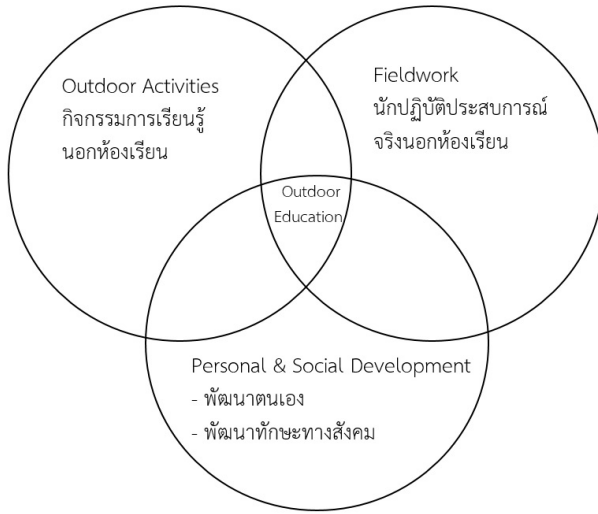 Outdoor Activities
กิจกรรมการเรียนรู้
นอกห้องเรียน
Fieldwork
นักปฏิบัติประสบการณ์
จริงนอกห้องเรียน
Outdoor
Education
Personal & Social Development
- พัฒนาตนเอง
- พัฒนาทักษะทางสังคม